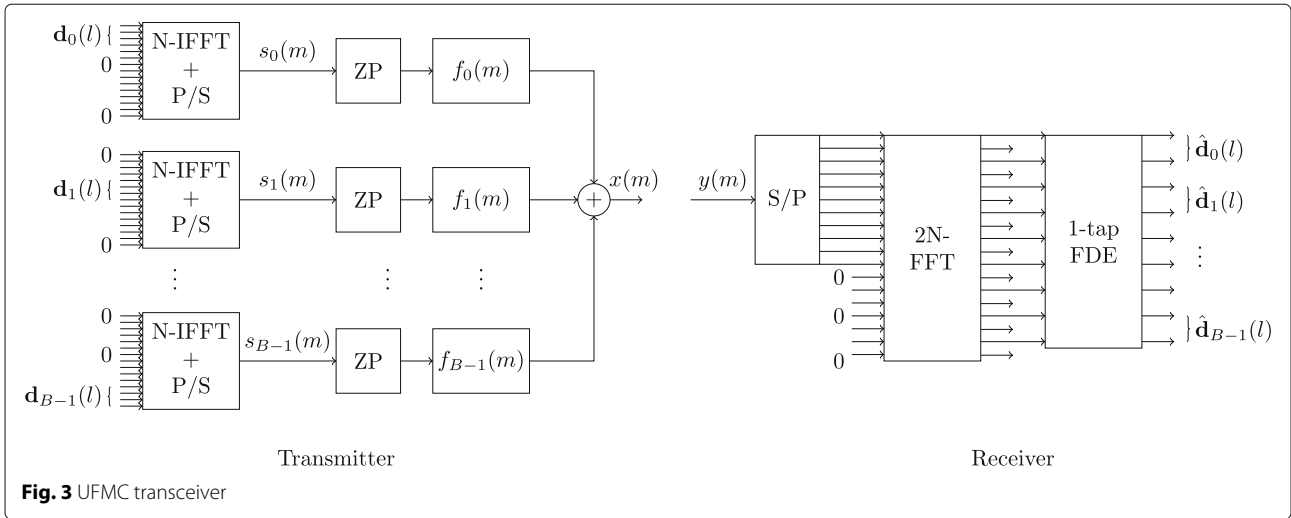 𝐝₀(l) {
0
0
N-IFFT
+
P/S
s₀(m)
ZP
f₀(m)
0
𝐝₁(l) {
0
N-IFFT
+
P/S
s₁(m)
ZP
f₁(m)
+
x(m)
⋮ ⋮ ⋮
0
0
𝐝_{B−1}(l) {
N-IFFT
+
P/S
s_{B−1}(m)
ZP
f_{B−1}(m)
Transmitter
y(m)
S/P
0
0
0
2N-
FFT
1-tap
FDE
} 𝐝̂₀(l)
} 𝐝̂₁(l)
⋮
} 𝐝̂_{B−1}(l)
Receiver
Fig. 3 UFMC transceiver